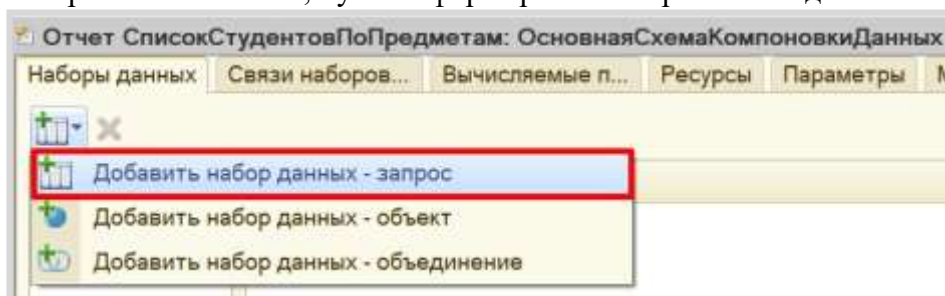 Отчет СписокСтудентовПоПредметам: ОсновнаяСхемаКомпоновкиДанных
Наборы данных Связи наборов... Вычисляемые п... Ресурсы Параметры
Добавить набор данных - запрос
Добавить набор данных - объект
Добавить набор данных - объединение